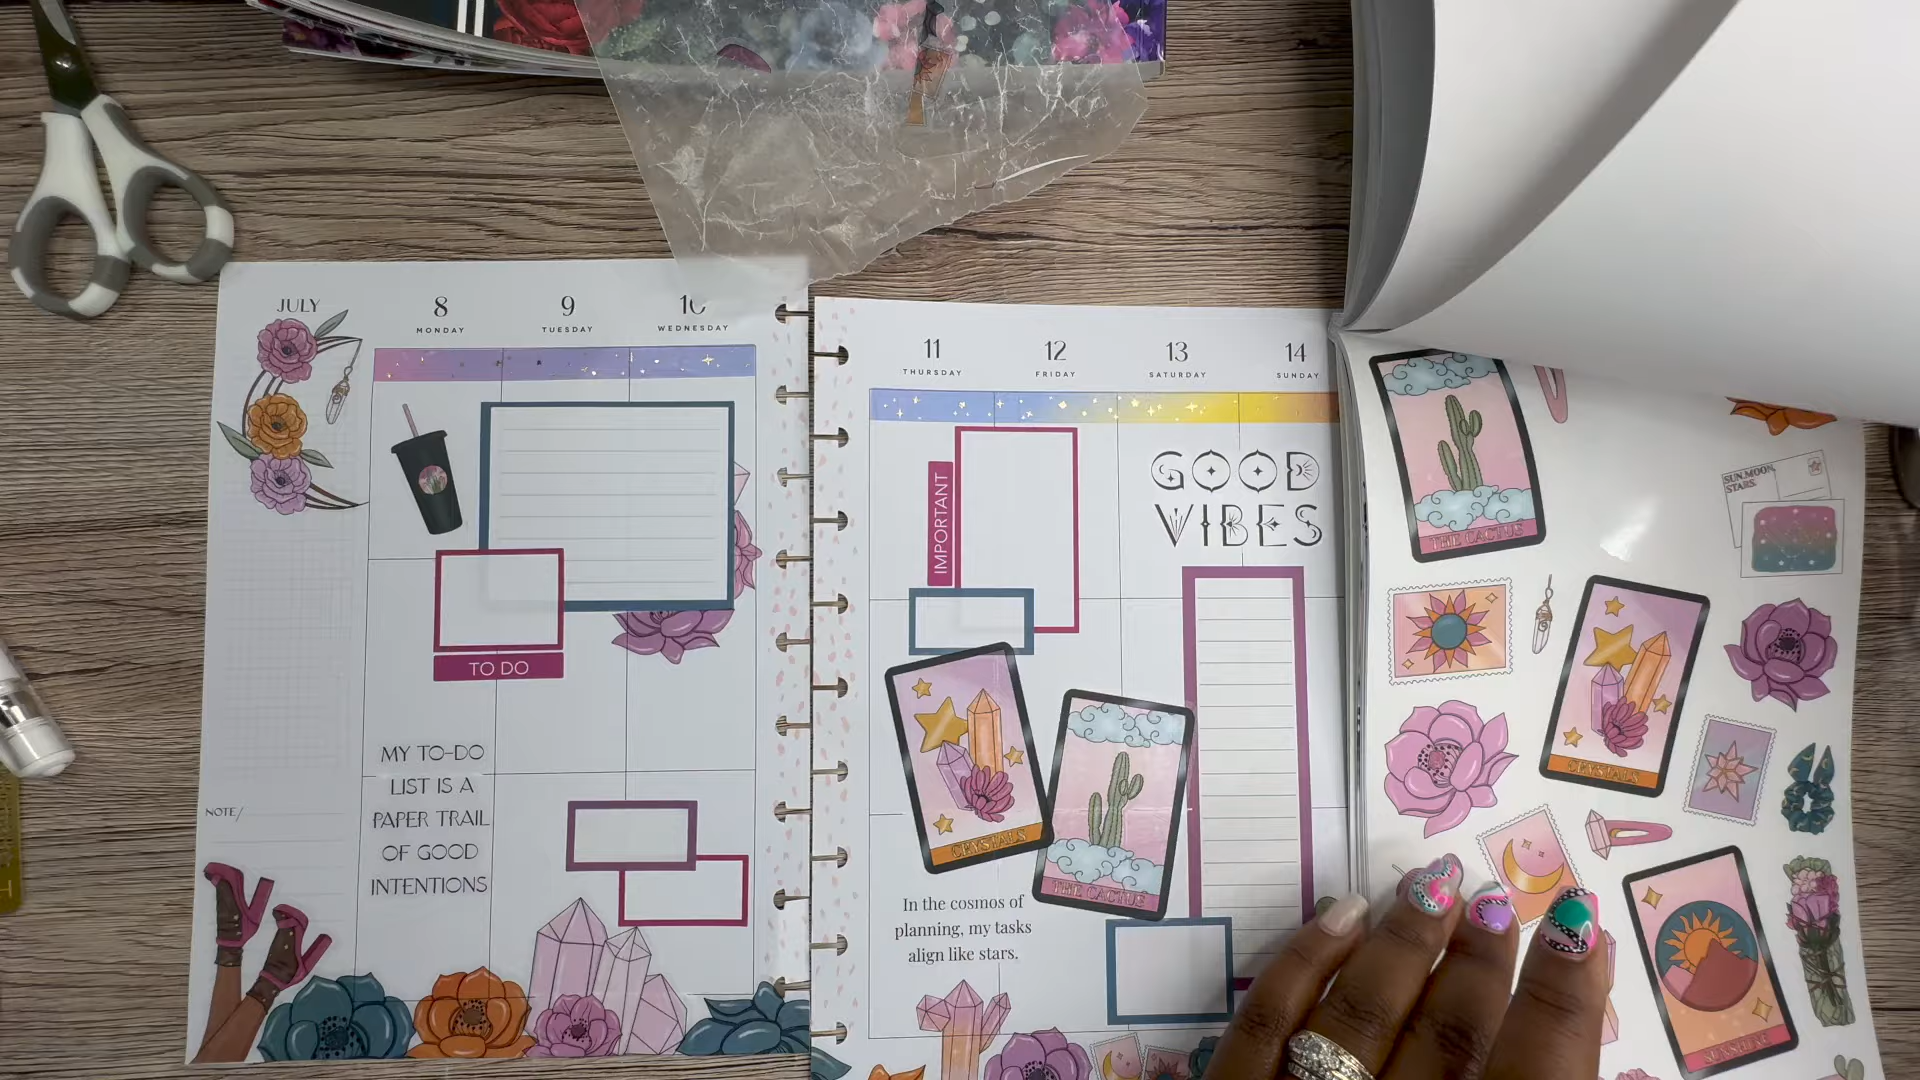 JULY
8
MONDAY
9
TUESDAY
10
WEDNESDAY
TO DO
MY TO-DO
LIST IS A
PAPER TRAIL
OF GOOD
INTENTIONS
NOTE/
11
THURSDAY
12
FRIDAY
13
SATURDAY
14
SUNDAY
IMPORTANT
GOOD
VIBES
CRYSTALS
THE CACTUS
In the cosmos of
planning, my tasks
align like stars.
THE CACTUS
SUN. MOON.
STARS.
CRYSTALS
SUNSHINE